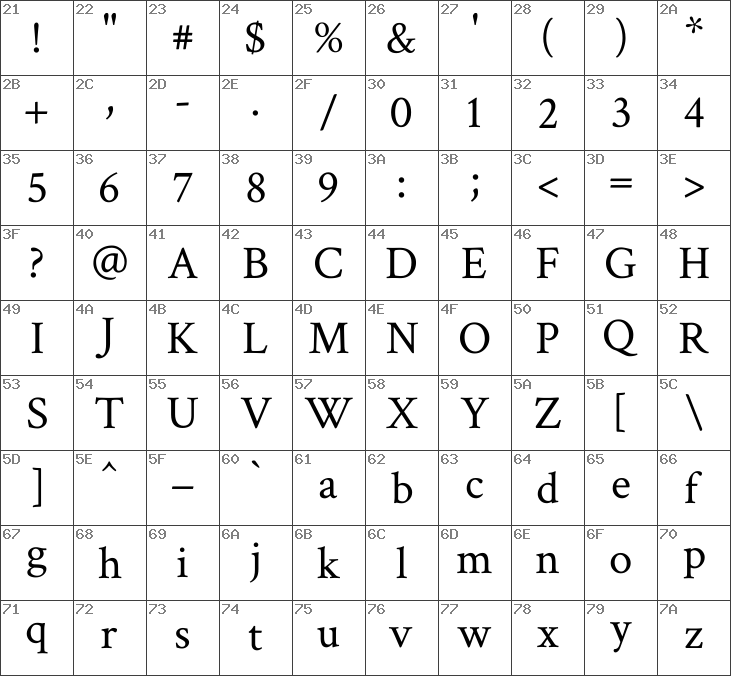 21 22 23 24 25 26 27 28 29 2A
! " # $ % & ' ( ) *
2B 2C 2D 2E 2F 30 31 32 33 34
+ , - . / 0 1 2 3 4
35 36 37 38 39 3A 3B 3C 3D 3E
5 6 7 8 9 : ; < = >
3F 40 41 42 43 44 45 46 47 48
? @ A B C D E F G H
49 4A 4B 4C 4D 4E 4F 50 51 52
I J K L M N O P Q R
53 54 55 56 57 58 59 5A 5B 5C
S T U V W X Y Z [ \
5D 5E 5F 60 61 62 63 64 65 66
] ^ _ ` a b c d e f
67 68 69 6A 6B 6C 6D 6E 6F 70
g h i j k l m n o p
71 72 73 74 75 76 77 78 79 7A
q r s t u v w x y z